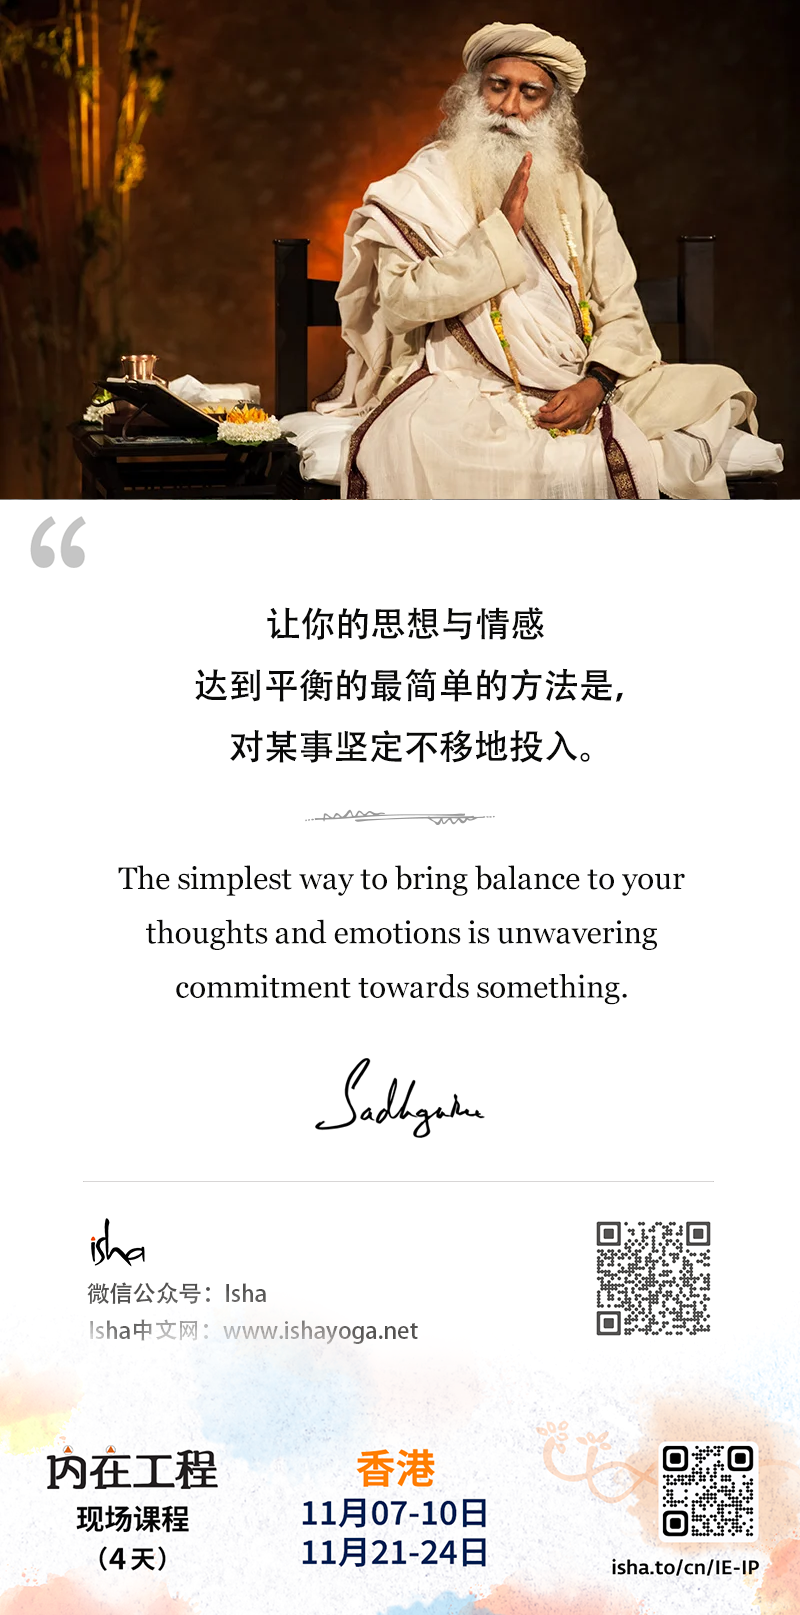 “
让你的思想与情感
达到平衡的最简单的方法是,
对某事坚定不移地投入。
The simplest way to bring balance to your
thoughts and emotions is unwavering
commitment towards something.
Sadhguru
isha
微信公众号：Isha
Isha中文网：www.ishayoga.net
内在工程
现场课程
（4天）
香港
11月07-10日
11月21-24日
isha.to/cn/IE-IP